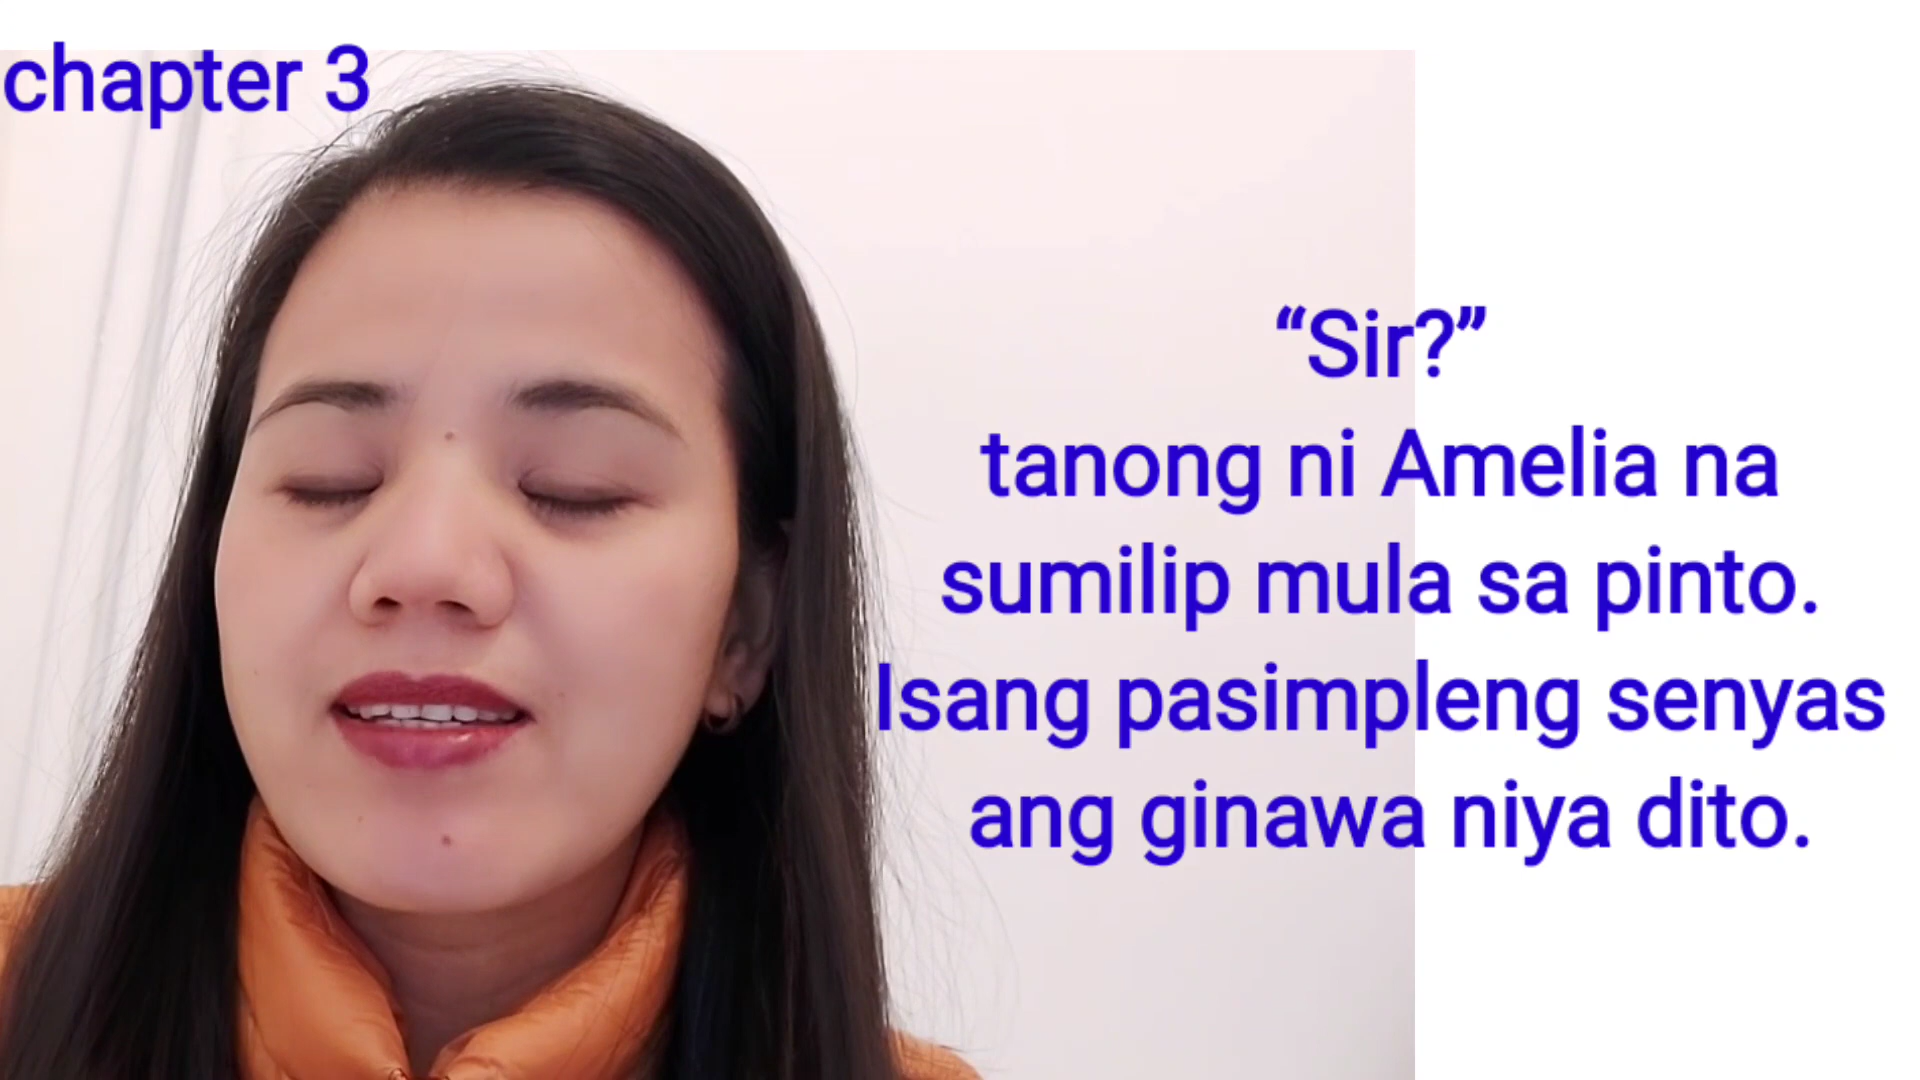 chapter 3
“Sir?”
tanong ni Amelia na
sumilip mula sa pinto.
Isang pasimpleng senyas
ang ginawa niya dito.